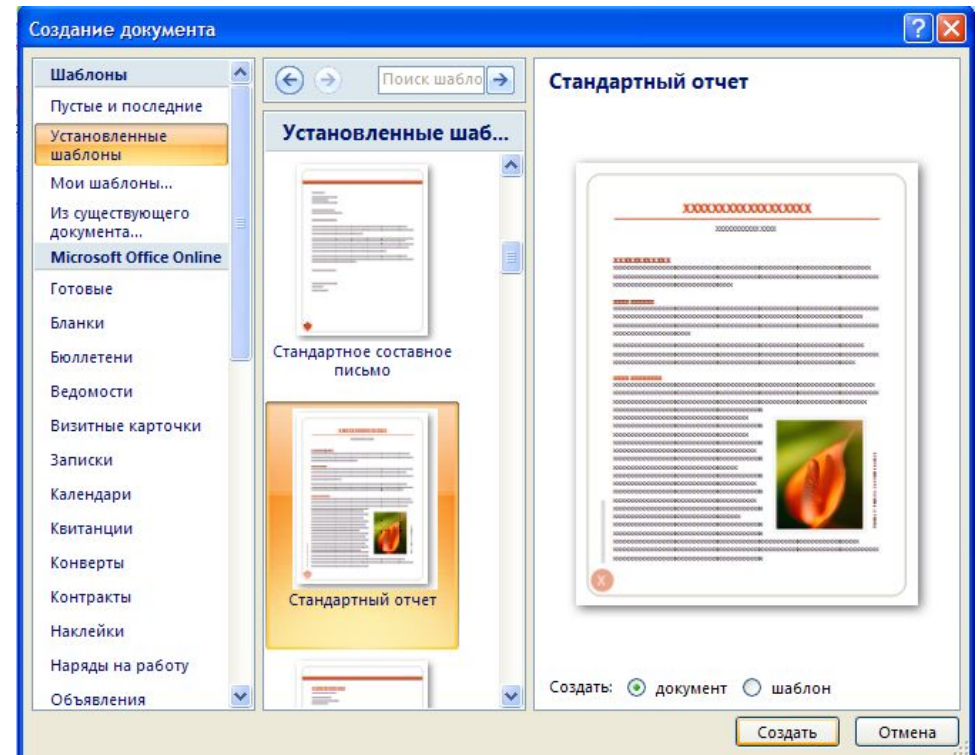 Создание документа
Шаблоны
Пустые и последние
Установленные
шаблоны
Мои шаблоны...
Из существующего
документа...
Microsoft Office Online
Готовые
Бланки
Бюллетени
Ведомости
Визитные карточки
Записки
Календари
Квитанции
Конверты
Контракты
Наклейки
Наряды на работу
Объявления
Поиск шабло
Установленные шаб...
Стандартное составное
письмо
Стандартный отчет
Стандартный отчет
Создать: документ шаблон
Создать Отмена